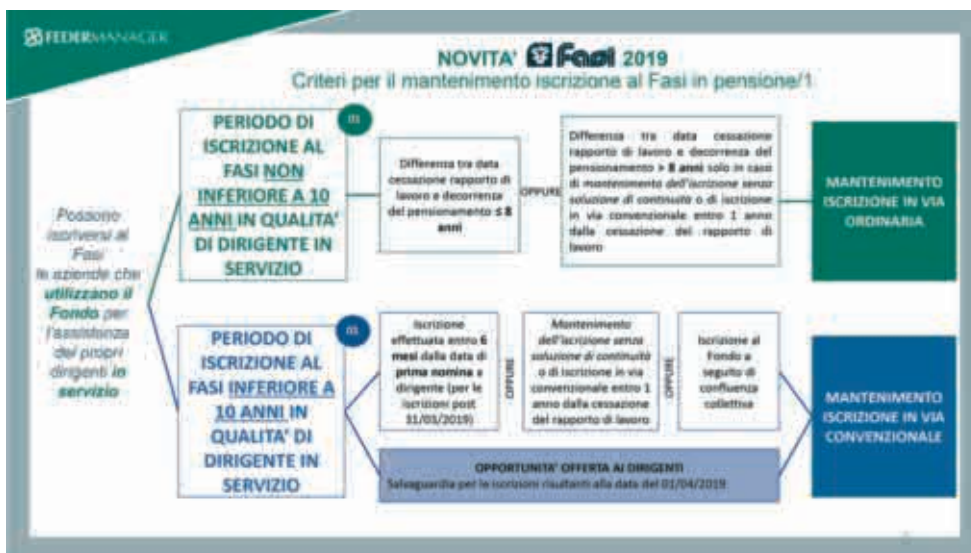 FEDERMANAGER
NOVITA' Fasi 2019
Criteri per il mantenimento iscrizione al Fasi in pensione/1
Possono
iscriversi al
Fasi
le aziende che
utilizzano il
Fondo per
l'assistenza
dei propri
dirigenti in
servizio
PERIODO DI
ISCRIZIONE AL
FASI NON
INFERIORE A 10
ANNI IN QUALITA'
DI DIRIGENTE IN
SERVIZIO
Differenza tra data
cessazione rapporto di
lavoro e decorrenza
del pensionamento ≤ 8
anni
OPPURE
Differenza tra data cessazione
rapporto di lavoro e decorrenza del
pensionamento > 8 anni solo in caso
di mantenimento dell'iscrizione senza
soluzione di continuità o di iscrizione
in via convenzionale entro 1 anno
dalla cessazione del rapporto di
lavoro
MANTENIMENTO
ISCRIZIONE IN VIA
ORDINARIA
PERIODO DI
ISCRIZIONE AL
FASI INFERIORE A
10 ANNI IN
QUALITA' DI
DIRIGENTE IN
SERVIZIO
Iscrizione
effettuata entro 6
mesi dalla data di
prima nomina a
dirigente (per le
iscrizioni post
31/03/2019)
OPPURE
Mantenimento
dell'iscrizione senza
soluzione di continuità
o di iscrizione in via
convenzionale entro 1
anno dalla cessazione
del rapporto di lavoro
OPPURE
Iscrizione al
Fondo a
seguito di
confluenza
collettiva
MANTENIMENTO
ISCRIZIONE IN VIA
CONVENZIONALE
OPPORTUNITA' OFFERTA AI DIRIGENTI
Salvaguardia per le iscrizioni risultanti alla data del 01/04/2019